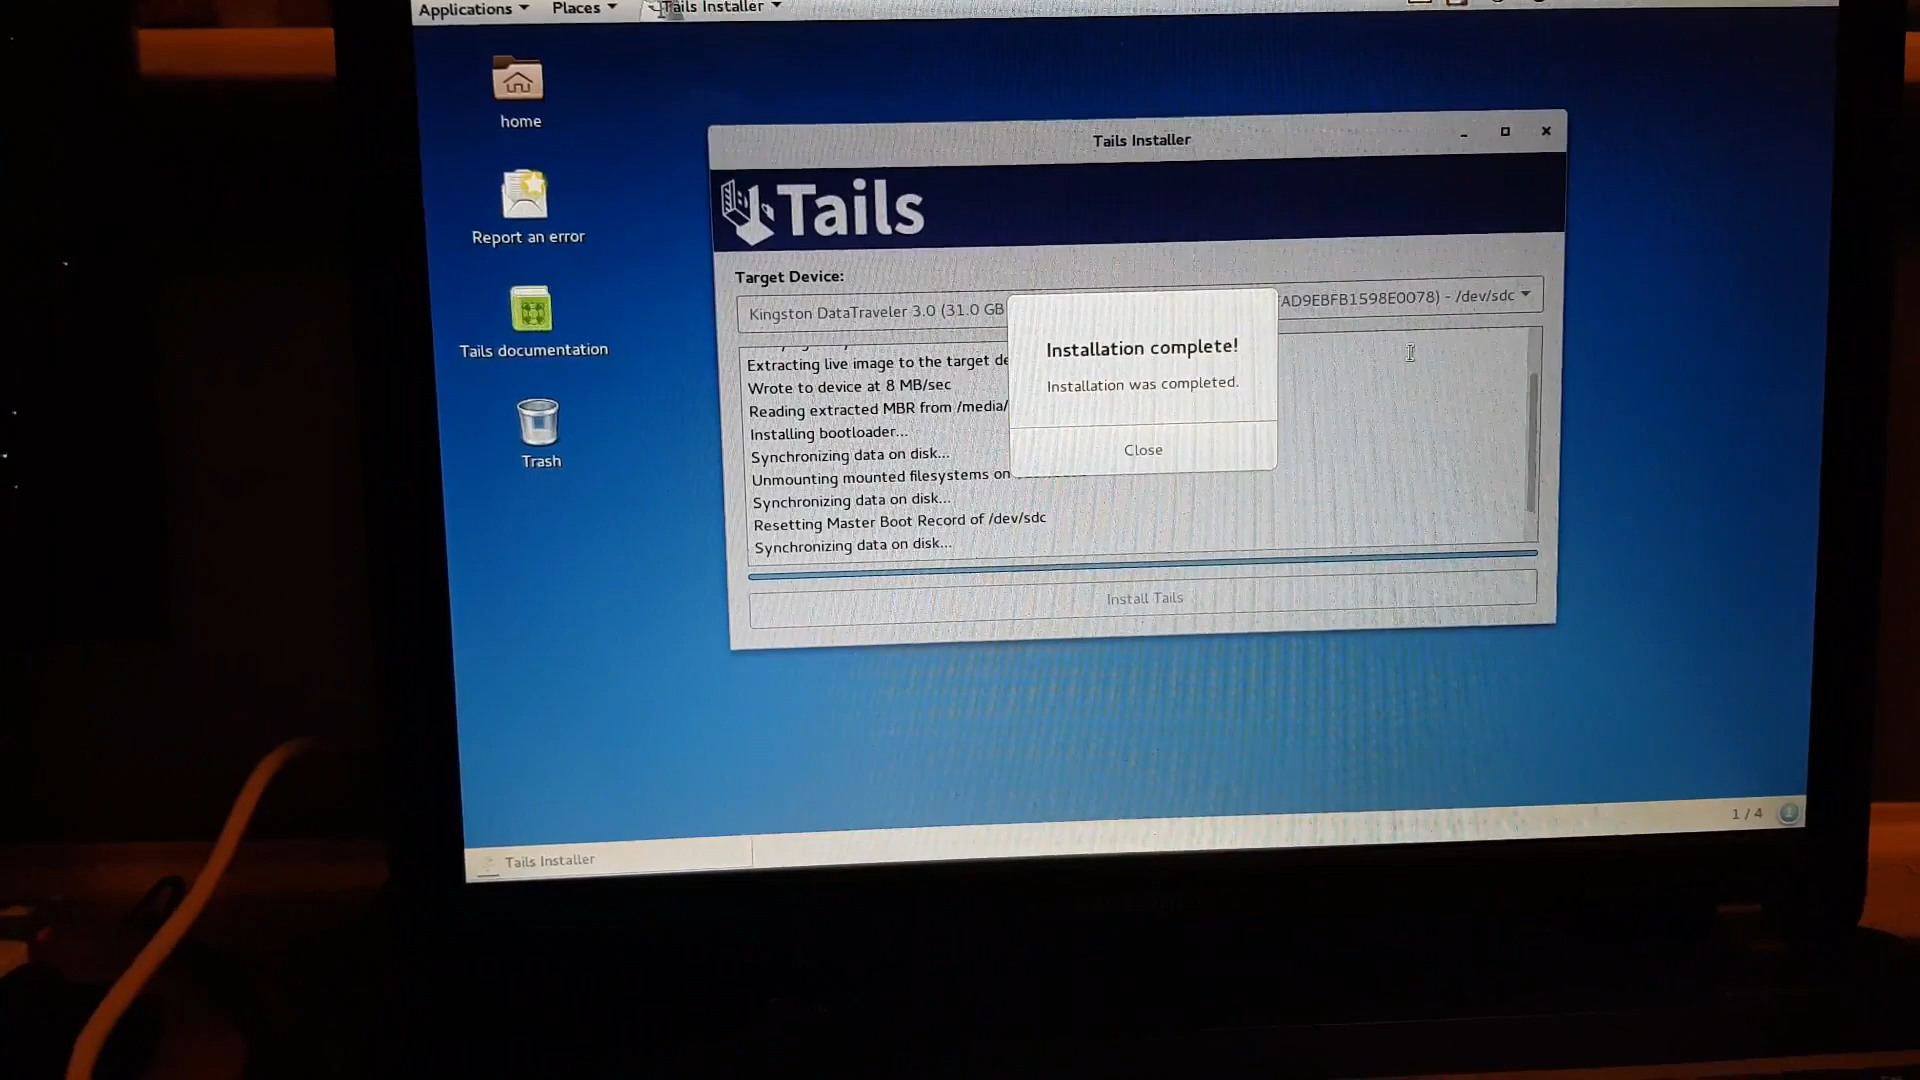 Applications Places Tails Installer
home
Report an error
Tails documentation
Trash
Tails Installer
Tails
Target Device:
Kingston DataTraveler 3.0 (31.0 GB AD9EBFB1598E0078) - /dev/sdc
Extracting live image to the target de
Wrote to device at 8 MB/sec
Reading extracted MBR from /media/
Installing bootloader...
Synchronizing data on disk...
Unmounting mounted filesystems on
Synchronizing data on disk...
Resetting Master Boot Record of /dev/sdc
Synchronizing data on disk...
Installation complete!
Installation was completed.
Close
Install Tails
Tails Installer
1 / 4